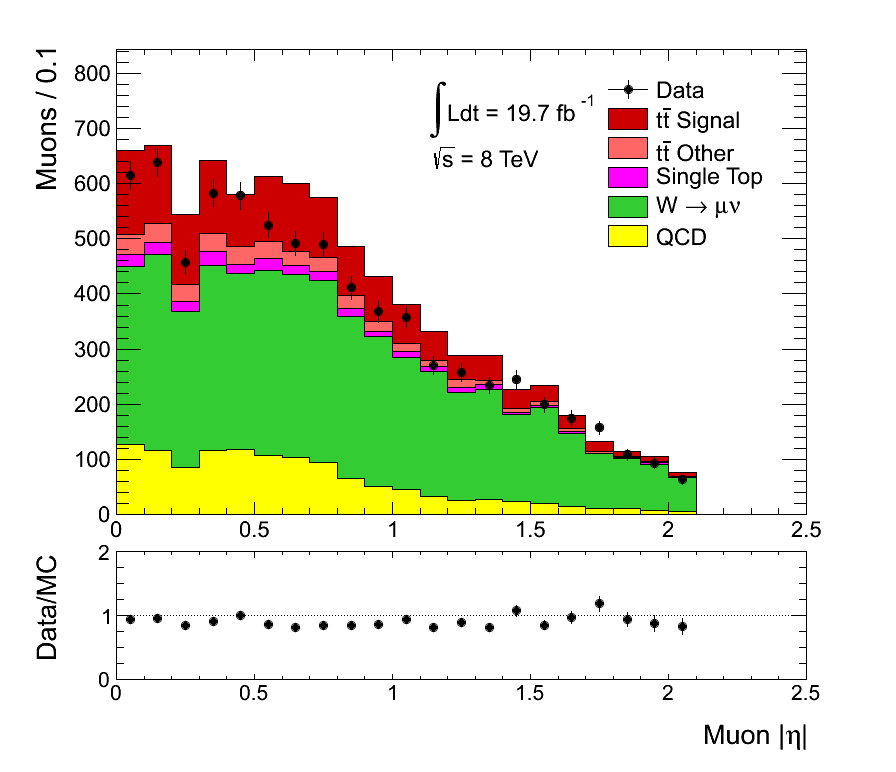 Muons / 0.1
800
700
600
500
400
300
200
100
0
∫Ldt = 19.7 fb⁻¹
√s = 8 TeV
Data
tt̄ Signal
tt̄ Other
Single Top
W → μν
QCD
0 0.5 1 1.5 2 2.5
Data/MC
2
1
0
0 0.5 1 1.5 2 2.5
Muon |η|